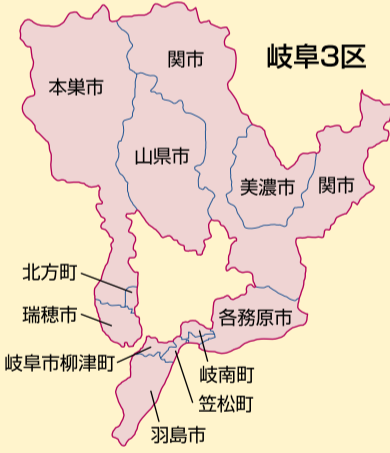 岐阜3区
関市
本巣市
山県市
美濃市
関市
北方町
瑞穂市
各務原市
岐阜市柳津町
岐南町
笠松町
羽島市